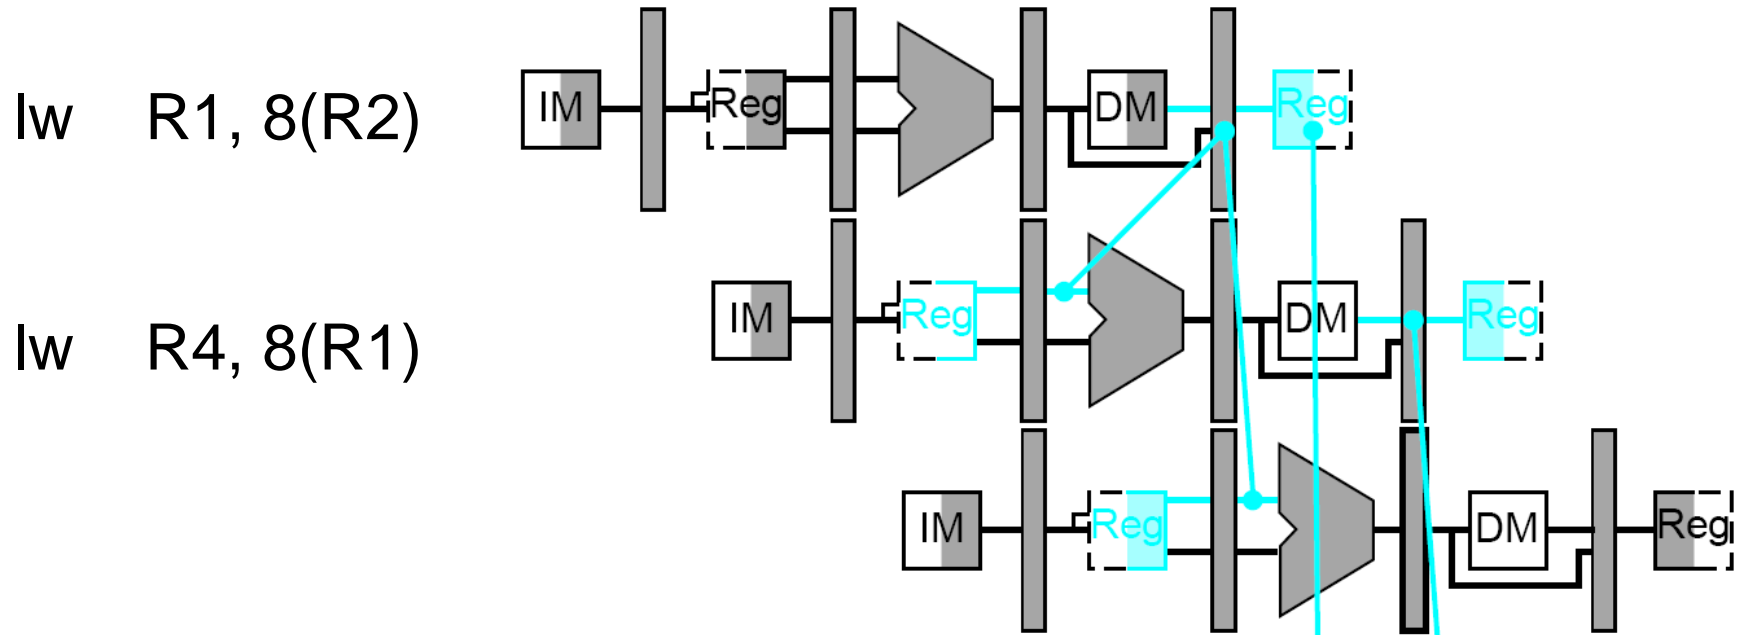 IM Reg DM Reg
lw R1, 8(R2)
IM Reg DM Reg
lw R4, 8(R1)
IM Reg DM Reg